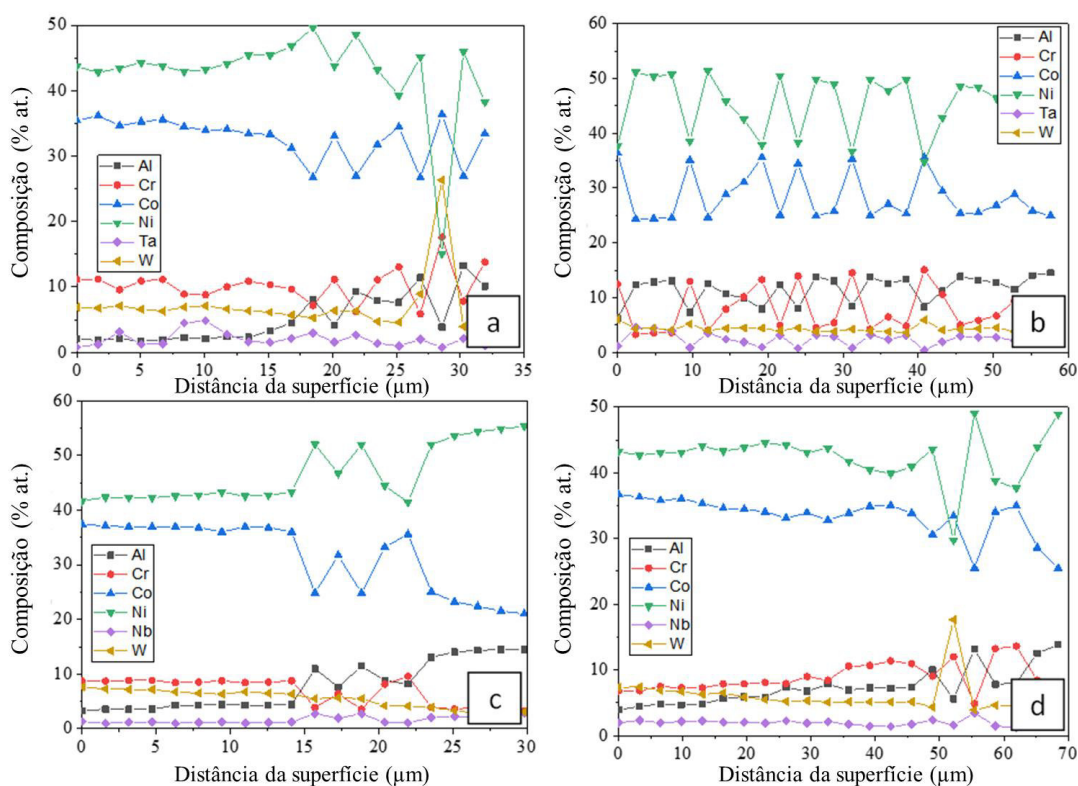 50
40
30
20
10
0
Composição (% at.)
Al
Cr
Co
Ni
Ta
W
a
0 5 10 15 20 25 30 35
Distância da superfície (µm)
60
50
40
30
20
10
0
Composição (% at.)
Al
Cr
Co
Ni
Ta
W
b
0 10 20 30 40 50 60
Distância da superfície (µm)
60
50
40
30
20
10
0
Composição (% at.)
Al
Cr
Co
Ni
Nb
W
c
0 5 10 15 20 25 30
Distância da superfície (µm)
50
40
30
20
10
0
Composição (% at.)
Al
Cr
Co
Ni
Nb
W
d
0 10 20 30 40 50 60 70
Distância da superfície (µm)